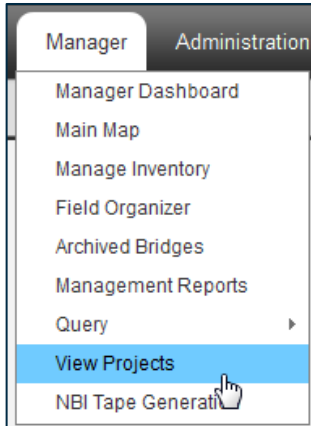 Manager Administration
Manager Dashboard
Main Map
Manage Inventory
Field Organizer
Archived Bridges
Management Reports
Query
View Projects
NBI Tape Generation